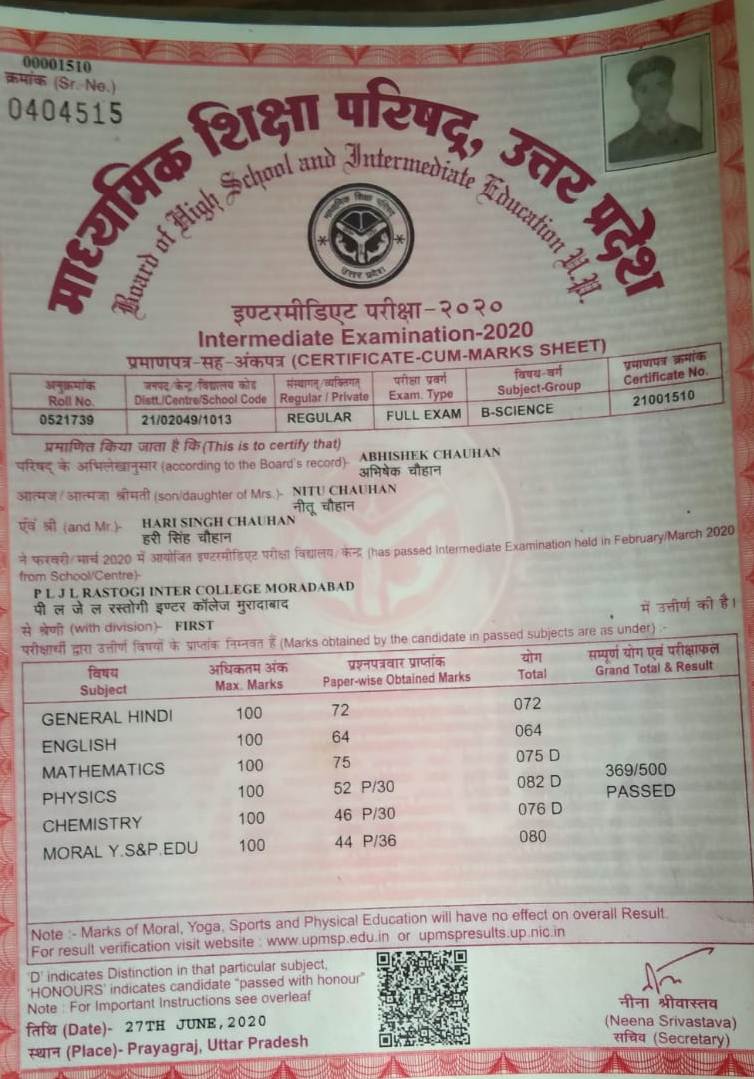 00001510
क्रमांक (Sr. No.)
0404515
माध्यमिक शिक्षा परिषद्, उत्तर प्रदेश
Board of High School and Intermediate Education U.P.
माध्यमिक शिक्षा परिषद्
उत्तर प्रदेश
इण्टरमीडिएट परीक्षा-२०२०
Intermediate Examination-2020
प्रमाणपत्र-सह-अंकपत्र (CERTIFICATE-CUM-MARKS SHEET)
अनुक्रमांक जनपद/केन्द्र/विद्यालय कोड संस्थागत/व्यक्तिगत परीक्षा प्रवर्ग विषय-वर्ग प्रमाणपत्र क्रमांक
Roll No. Distt./Centre/School Code Regular / Private Exam. Type Subject-Group Certificate No.
0521739 21/02049/1013 REGULAR FULL EXAM B-SCIENCE 21001510
प्रमाणित किया जाता है कि (This is to certify that)
परिषद् के अभिलेखानुसार (according to the Board's record)- ABHISHEK CHAUHAN
अभिषेक चौहान
आत्मज/आत्मजा श्रीमती (son/daughter of Mrs.)- NITU CHAUHAN
नीतू चौहान
एवं श्री (and Mr.)- HARI SINGH CHAUHAN
हरी सिंह चौहान
ने फरवरी/मार्च 2020 में आयोजित इण्टरमीडिएट परीक्षा विद्यालय/केन्द्र (has passed Intermediate Examination held in February/March 2020
from School/Centre)-
P L J L RASTOGI INTER COLLEGE MORADABAD
पी ल जे ल रस्तोगी इण्टर कॉलेज मुरादाबाद में उत्तीर्ण की है।
से श्रेणी (with division)- FIRST
परीक्षार्थी द्वारा उत्तीर्ण विषयों के प्राप्तांक निम्नवत हैं (Marks obtained by the candidate in passed subjects are as under) :-
विषय अधिकतम अंक प्रश्नपत्रवार प्राप्तांक योग सम्पूर्ण योग एवं परीक्षाफल
Subject Max. Marks Paper-wise Obtained Marks Total Grand Total & Result
GENERAL HINDI 100 72 072
ENGLISH 100 64 064
MATHEMATICS 100 75 075 D
369/500
PHYSICS 100 52 P/30 082 D
PASSED
CHEMISTRY 100 46 P/30 076 D
MORAL Y.S&P.EDU 100 44 P/36 080
Note :- Marks of Moral, Yoga, Sports and Physical Education will have no effect on overall Result.
For result verification visit website : www.upmsp.edu.in or upmspresults.up.nic.in
'D' indicates Distinction in that particular subject,
'HONOURS' indicates candidate "passed with honour"
Note : For Important Instructions see overleaf
तिथि (Date)- 27TH JUNE, 2020
स्थान (Place)- Prayagraj, Uttar Pradesh
नीना श्रीवास्तव
(Neena Srivastava)
सचिव (Secretary)